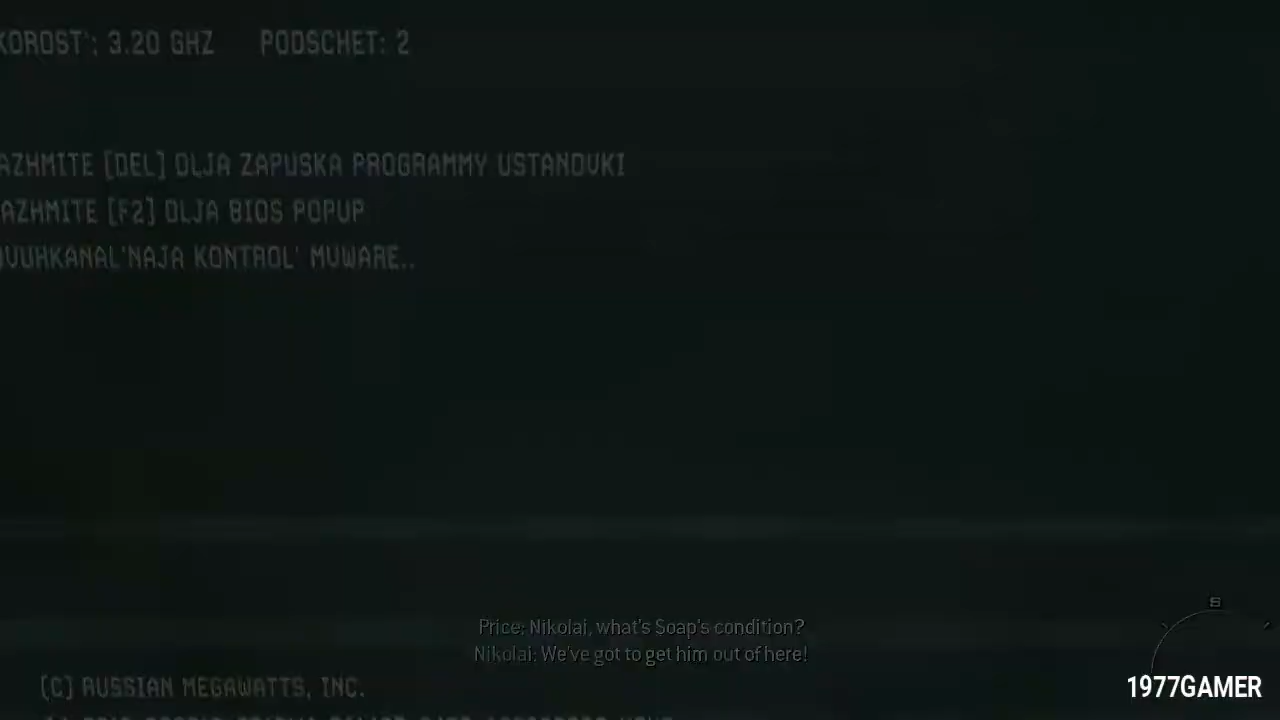 KOROST': 3.20 GHZ PODSCHET: 2
AZHMITE [DEL] DLJA ZAPUSKA PROGRAMMY USTANOVKI
AZHMITE [F2] DLJA BIOS POPUP
KANAL'NAJA KONTROL' MVWARE..
Price: Nikolai, what's Soap's condition?
Nikolai: We've got to get him out of here!
S
(C) RUSSIAN MEGAWATTS, INC.
1977GAMER